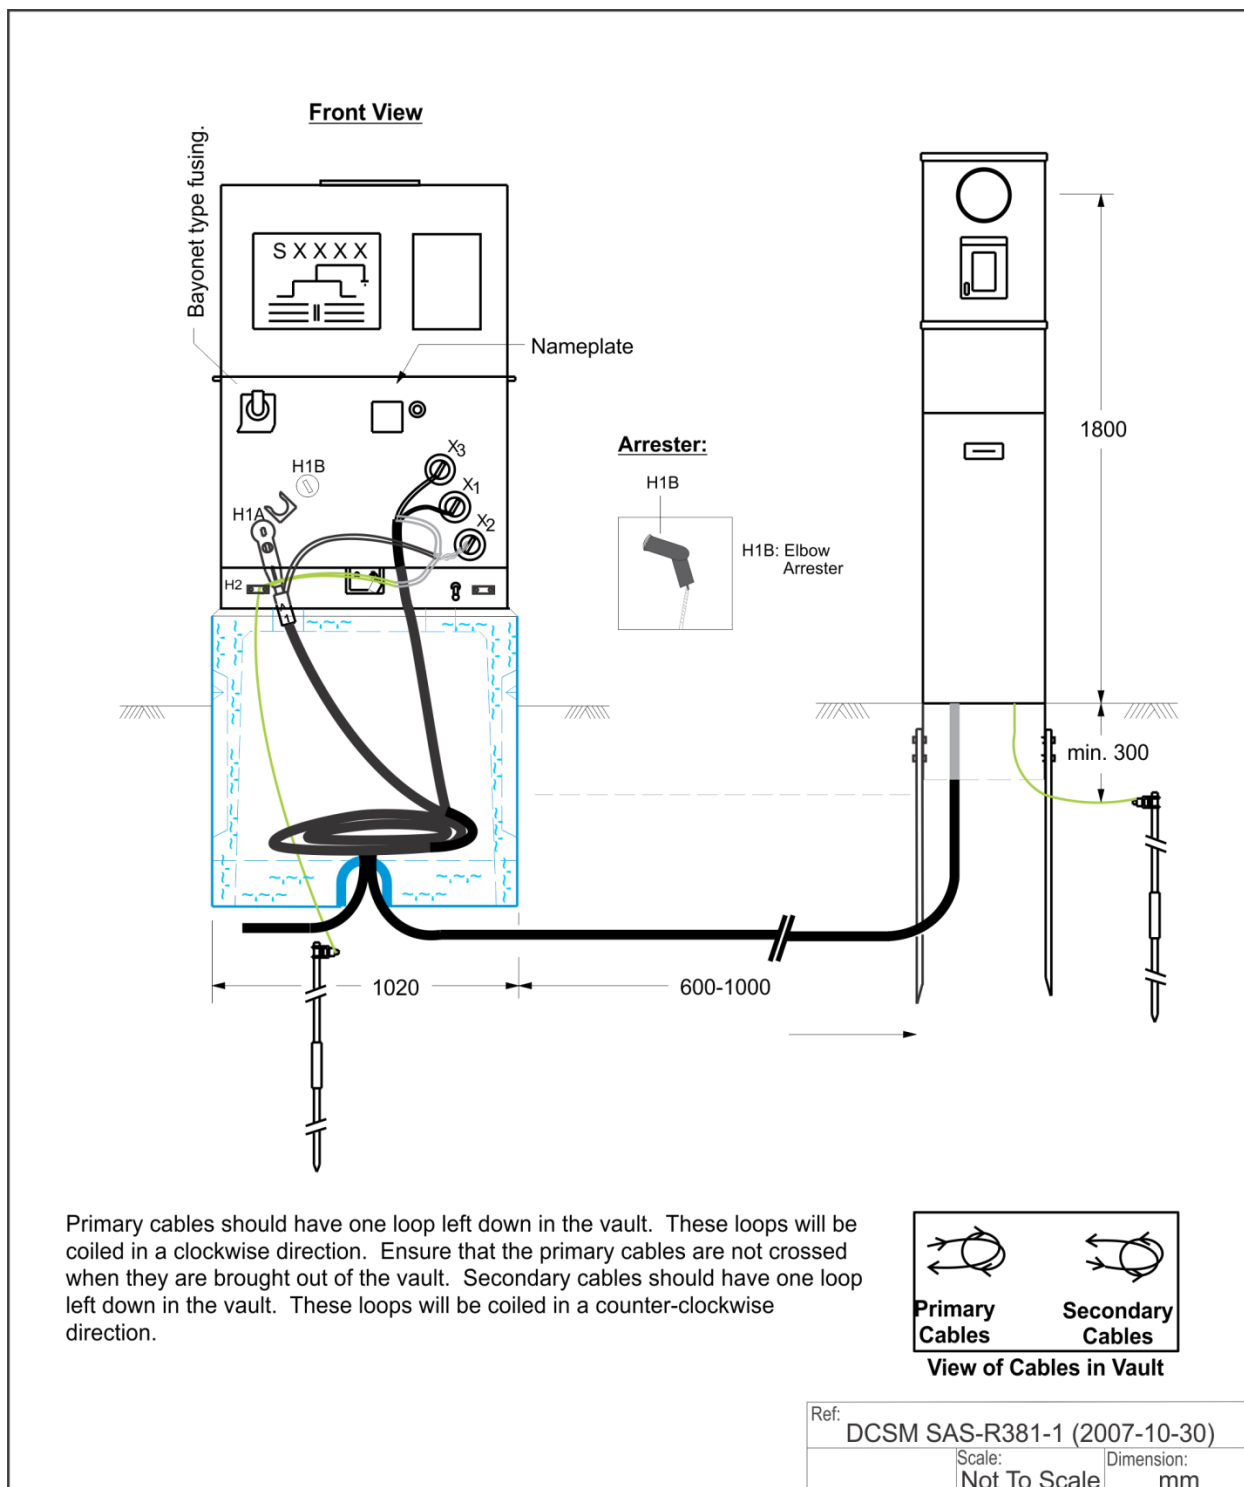 Front View
Bayonet type fusing.
S X X X X
Nameplate
X3
H1B
X1
H1A
X2
H2
1
Arrester:
H1B
H1B: Elbow
Arrester
1800
min. 300
1020
600-1000
Primary cables should have one loop left down in the vault. These loops will be
coiled in a clockwise direction. Ensure that the primary cables are not crossed
when they are brought out of the vault. Secondary cables should have one loop
left down in the vault. These loops will be coiled in a counter-clockwise
direction.
Primary
Cables
Secondary
Cables
View of Cables in Vault
Ref:
DCSM SAS-R381-1 (2007-10-30)
Scale:
Not To Scale
Dimension:
mm